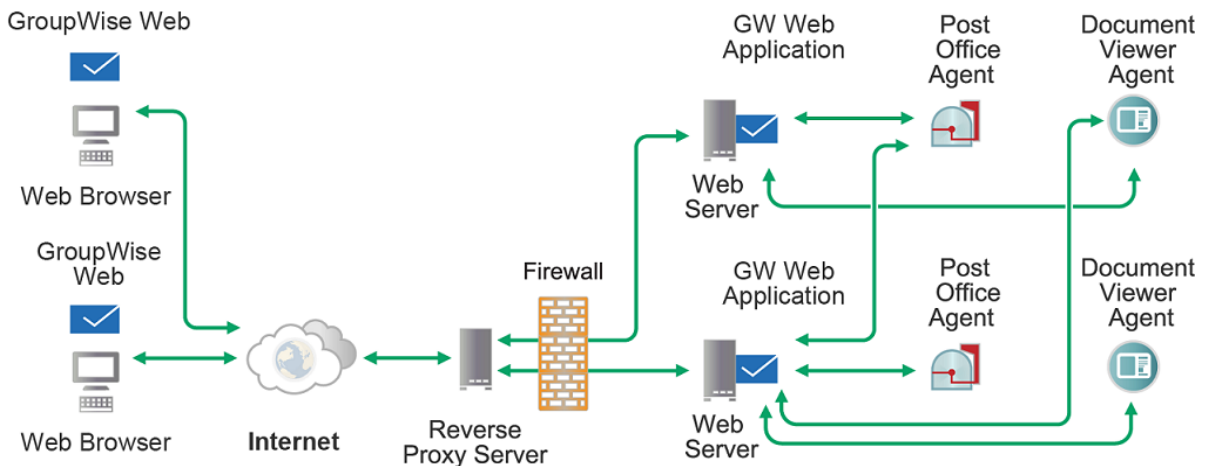 GroupWise Web
Web Browser
GroupWise
Web
Web Browser
Internet
Reverse
Proxy Server
Firewall
GW Web
Application
Web
Server
Post
Office
Agent
Document
Viewer
Agent
GW Web
Application
Web
Server
Post
Office
Agent
Document
Viewer
Agent